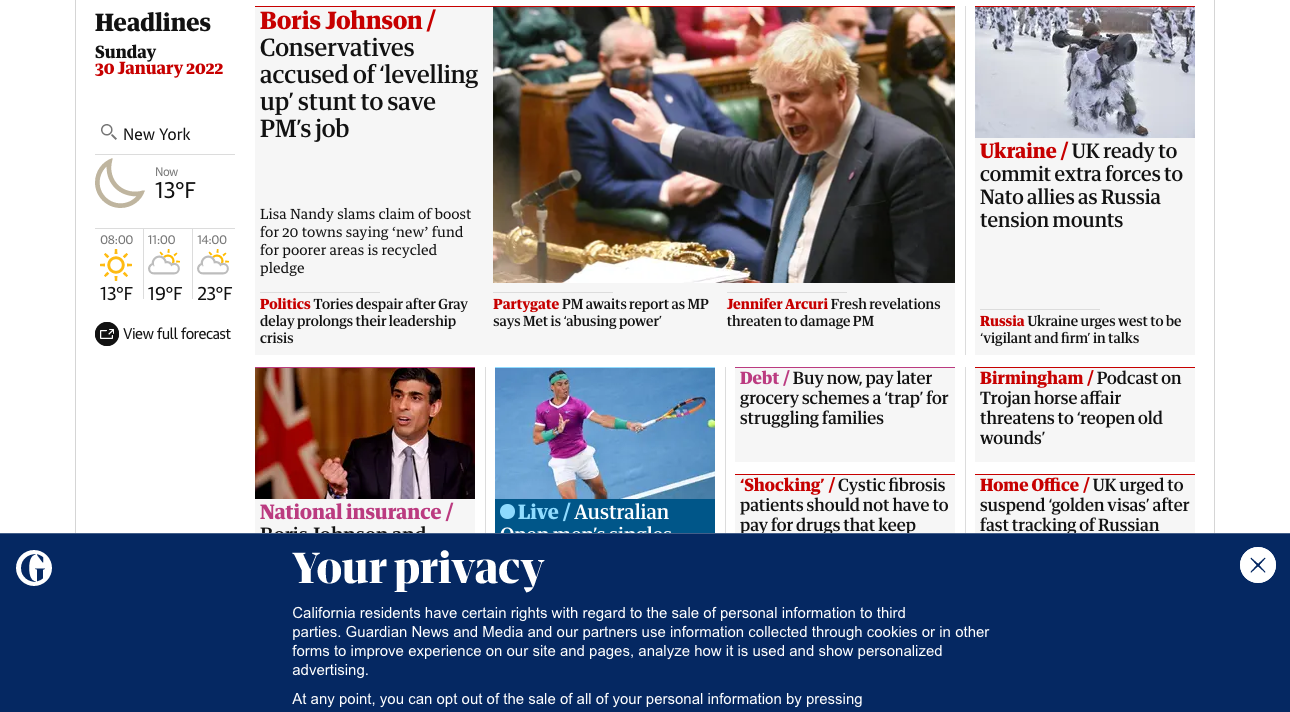 Headlines
Sunday
30 January 2022
New York
Now
13°F
08:00
13°F
11:00
19°F
14:00
23°F
View full forecast
Boris Johnson /
Conservatives
accused of ‘levelling
up’ stunt to save
PM’s job
Lisa Nandy slams claim of boost
for 20 towns saying ‘new’ fund
for poorer areas is recycled
pledge
Politics Tories despair after Gray
delay prolongs their leadership
crisis
Partygate PM awaits report as MP
says Met is ‘abusing power’
Jennifer Arcuri Fresh revelations
threaten to damage PM
Ukraine / UK ready to
commit extra forces to
Nato allies as Russia
tension mounts
Russia Ukraine urges west to be
‘vigilant and firm’ in talks
National insurance /
Boris Johnson and
Live / Australian
Open men’s singles
Debt / Buy now, pay later
grocery schemes a ‘trap’ for
struggling families
‘Shocking’ / Cystic fibrosis
patients should not have to
pay for drugs that keep
Birmingham / Podcast on
Trojan horse affair
threatens to ‘reopen old
wounds’
Home Office / UK urged to
suspend ‘golden visas’ after
fast tracking of Russian
G
Your privacy
California residents have certain rights with regard to the sale of personal information to third
parties. Guardian News and Media and our partners use information collected through cookies or in other
forms to improve experience on our site and pages, analyze how it is used and show personalized
advertising.
At any point, you can opt out of the sale of all of your personal information by pressing